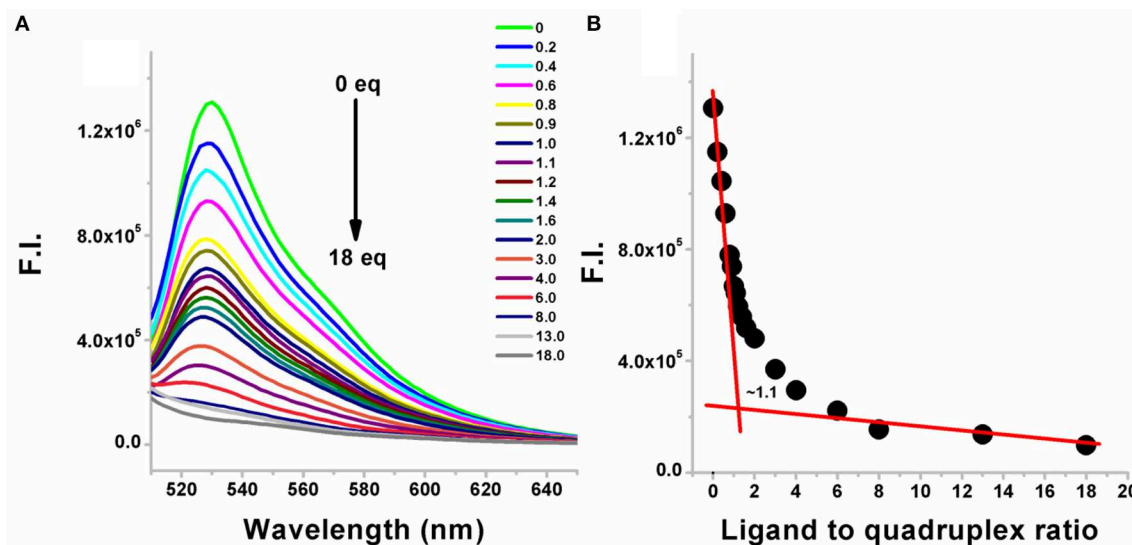 A
F.I.
1.2x10⁶
8.0x10⁵
4.0x10⁵
0.0
520 540 560 580 600 620 640
Wavelength (nm)
0 eq
18 eq
0
0.2
0.4
0.6
0.8
0.9
1.0
1.1
1.2
1.4
1.6
2.0
3.0
4.0
6.0
8.0
13.0
18.0
B
F.I.
1.2x10⁶
8.0x10⁵
4.0x10⁵
0.0
~1.1
0 2 4 6 8 10 12 14 16 18 20
Ligand to quadruplex ratio